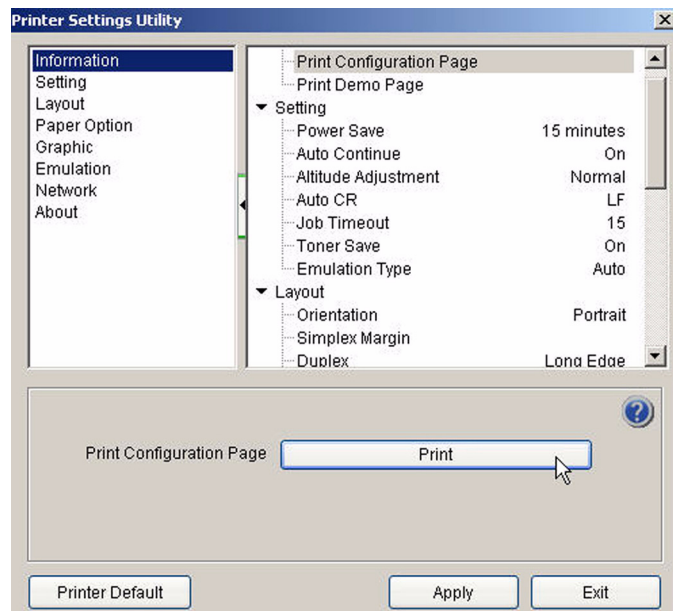 Printer Settings Utility
Information
Setting
Layout
Paper Option
Graphic
Emulation
Network
About
Print Configuration Page
Print Demo Page
Setting
Power Save 15 minutes
Auto Continue On
Altitude Adjustment Normal
Auto CR LF
Job Timeout 15
Toner Save On
Emulation Type Auto
Layout
Orientation Portrait
Simplex Margin
Duplex Long Edge
?
Print Configuration Page Print
Printer Default Apply Exit